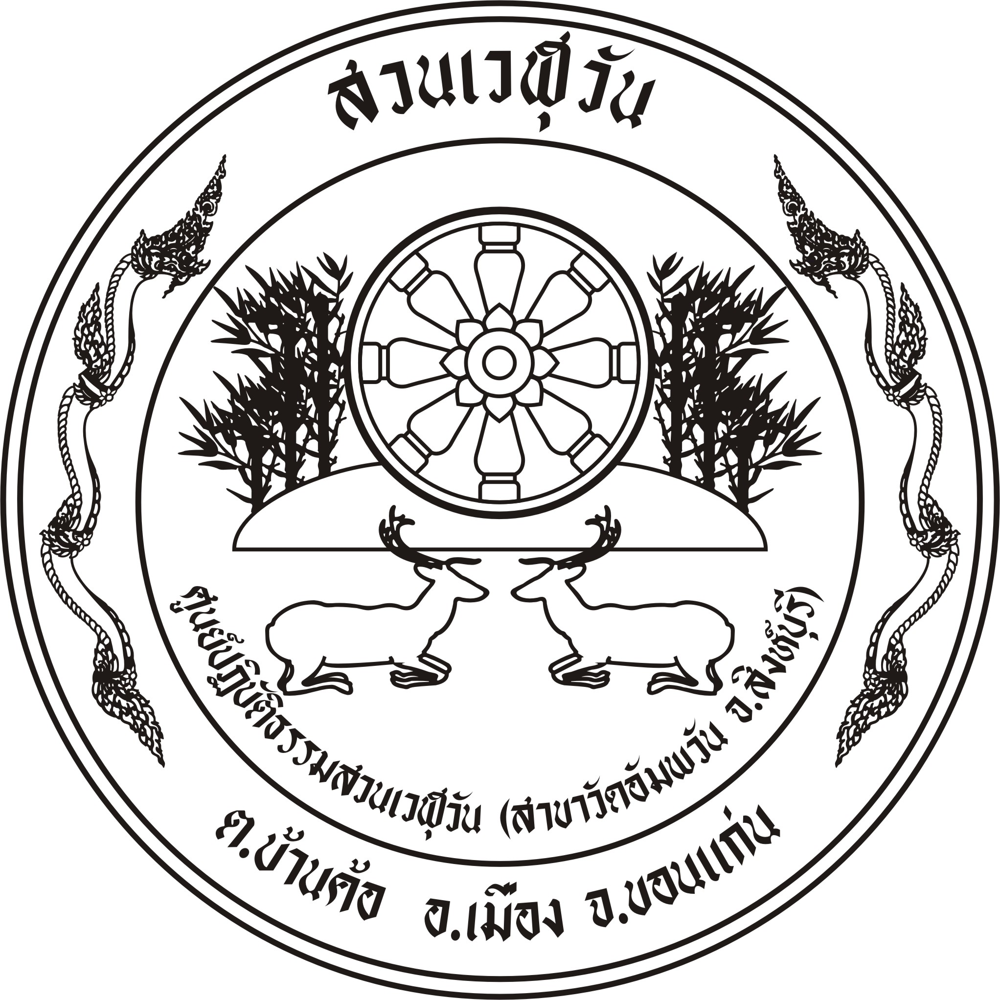 สวนเวฬุวัน
ศูนย์ปฏิบัติธรรมสวนเวฬุวัน (สาขาวัดอัมพวัน จ.สิงห์บุรี)
ต.บ้านค้อ อ.เมือง จ.ขอนแก่น